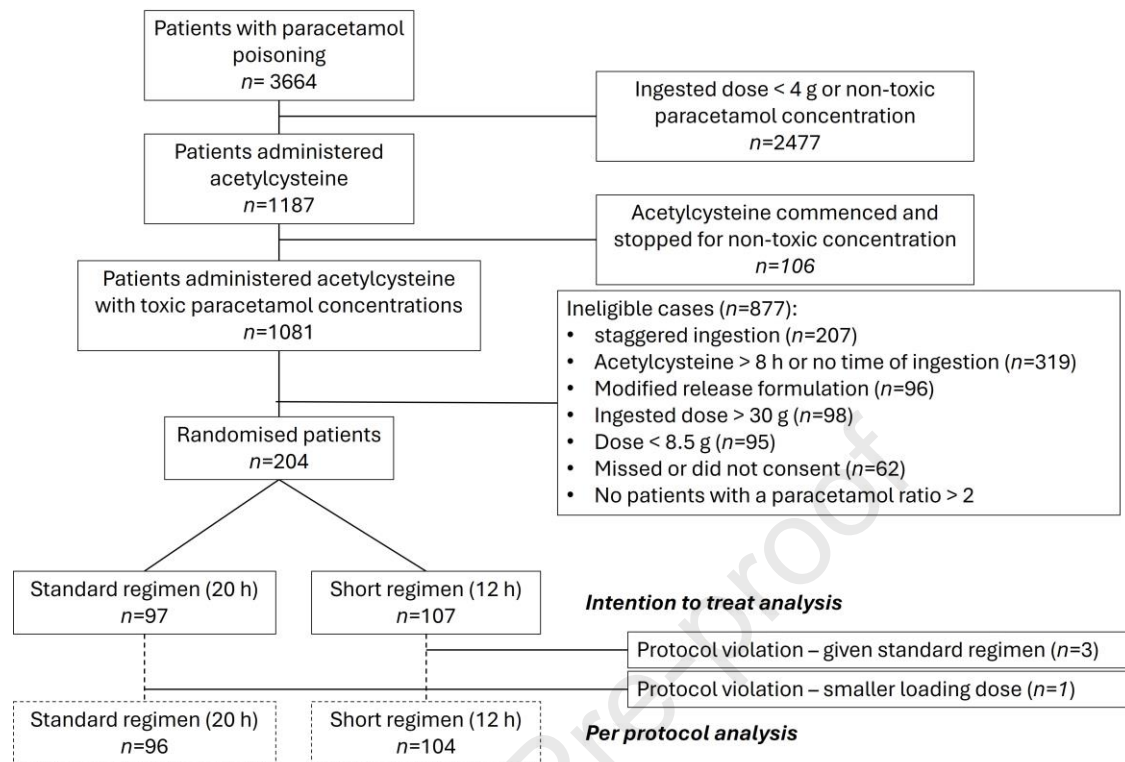 Patients with paracetamol
poisoning
n= 3664
Ingested dose < 4 g or non-toxic
paracetamol concentration
n=2477
Patients administered
acetylcysteine
n=1187
Acetylcysteine commenced and
stopped for non-toxic concentration
n=106
Patients administered acetylcysteine
with toxic paracetamol concentrations
n=1081
Ineligible cases (n=877):
• staggered ingestion (n=207)
• Acetylcysteine > 8 h or no time of ingestion (n=319)
• Modified release formulation (n=96)
• Ingested dose > 30 g (n=98)
• Dose < 8.5 g (n=95)
• Missed or did not consent (n=62)
• No patients with a paracetamol ratio > 2
Randomised patients
n=204
Standard regimen (20 h)
n=97
Short regimen (12 h)
n=107
Intention to treat analysis
Protocol violation – given standard regimen (n=3)
Protocol violation – smaller loading dose (n=1)
Standard regimen (20 h)
n=96
Short regimen (12 h)
n=104
Per protocol analysis
Pre-proof